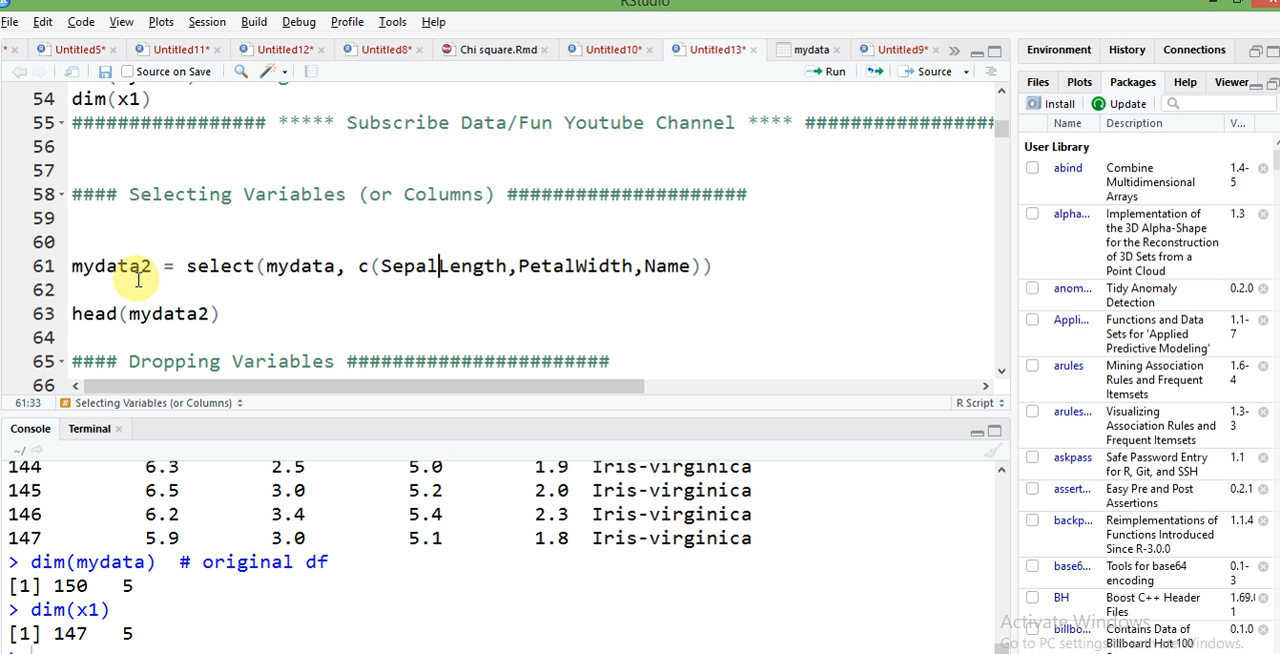 RStudio
File Edit Code View Plots Session Build Debug Profile Tools Help
* × Untitled5* × Untitled11* × Untitled12* × Untitled8* × Chi square.Rmd × Untitled10* × Untitled13* × mydata × Untitled9* × »
Source on Save Run Source
54 dim(x1)
55 ################# ***** Subscribe Data/Fun Youtube Channel **** #################
56
57
58 #### Selecting Variables (or Columns) #####################
59
60
61 mydata2 = select(mydata, c(SepalLength,PetalWidth,Name))
62
63 head(mydata2)
64
65 #### Dropping Variables #######################
66
61:33 # Selecting Variables (or Columns) R Script
Console Terminal ×
~/
144 6.3 2.5 5.0 1.9 Iris-virginica
145 6.5 3.0 5.2 2.0 Iris-virginica
146 6.2 3.4 5.4 2.3 Iris-virginica
147 5.9 3.0 5.1 1.8 Iris-virginica
> dim(mydata) # original df
[1] 150 5
> dim(x1)
[1] 147 5
>
Environment History Connections
Files Plots Packages Help Viewer
Install Update
Name Description V...
User Library
abind Combine Multidimensional Arrays 1.4-5
alpha... Implementation of the 3D Alpha-Shape for the Reconstruction of 3D Sets from a Point Cloud 1.3
anom... Tidy Anomaly Detection 0.2.0
Appli... Functions and Data Sets for 'Applied Predictive Modeling' 1.1-7
arules Mining Association Rules and Frequent Itemsets 1.6-4
arules... Visualizing Association Rules and Frequent Itemsets 1.3-3
askpass Safe Password Entry for R, Git, and SSH 1.1
assert... Easy Pre and Post Assertions 0.2.1
backp... Reimplementations of Functions Introduced Since R-3.0.0 1.1.4
base6... Tools for base64 encoding 0.1-3
BH Boost C++ Header Files 1.69.0-1
billbo... Contains Data of Billboard Hot 100 0.1.0
Activate Windows
Go to PC settings to activate Windows.